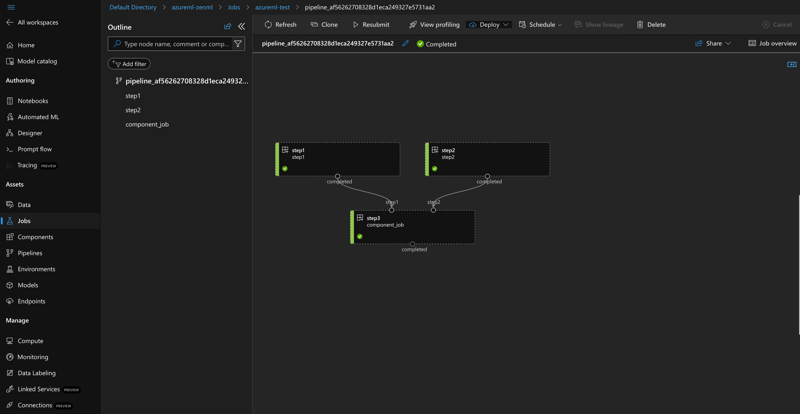 Default Directory > azureml-zenml > Jobs > azureml-test > pipeline_af56262708328d1eca249327e5731aa2
All workspaces
Home
Model catalog
Authoring
Notebooks
Automated ML
Designer
Prompt flow
Tracing PREVIEW
Assets
Data
Jobs
Components
Pipelines
Environments
Models
Endpoints
Manage
Compute
Monitoring
Data Labeling
Linked Services PREVIEW
Connections PREVIEW
Outline
Type node name, comment or comp...
Add filter
pipeline_af56262708328d1eca24932...
step1
step2
component_job
Refresh
Clone
Resubmit
View profiling
Deploy
Schedule
Show lineage
Delete
Cancel
pipeline_af56262708328d1eca249327e5731aa2
Completed
Share
Job overview
step1
step1
completed
step2
step2
completed
step1
step2
step3
component_job
completed